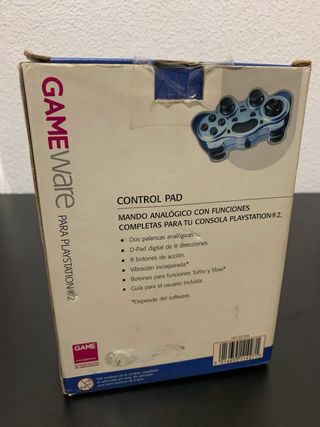 GAMEware
PARA PLAYSTATION®2
CONTROL PAD
MANDO ANALÓGICO CON FUNCIONES
COMPLETAS PARA TU CONSOLA PLAYSTATION®2.
• Dos palancas analógicas.
• D-Pad digital de 8 direcciones.
• 8 botones de acción.
• Vibración incorporada*
• Botones para funciones Turbo y Slow*
• Guía para el usuario incluida.
*Depende del software
GAME